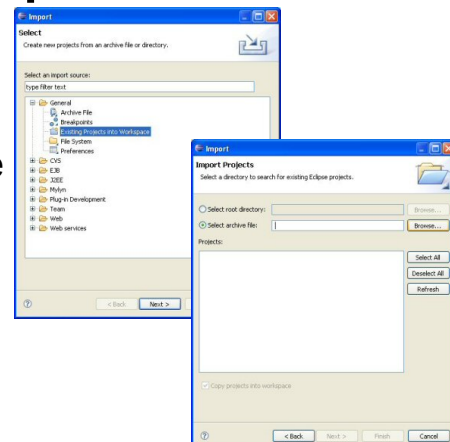 Import
Select
Create new projects from an archive file or directory.
Select an import source:
type filter text
General
Archive File
Breakpoints
Existing Projects into Workspace
File System
Preferences
CVS
EJB
J2EE
Mylyn
Plug-in Development
Team
Web
Web services
< Back Next >
Import
Import Projects
Select a directory to search for existing Eclipse projects.
Select root directory: Browse...
Select archive file: Browse...
Projects:
Select All
Deselect All
Refresh
Copy projects into workspace
< Back Next > Finish Cancel